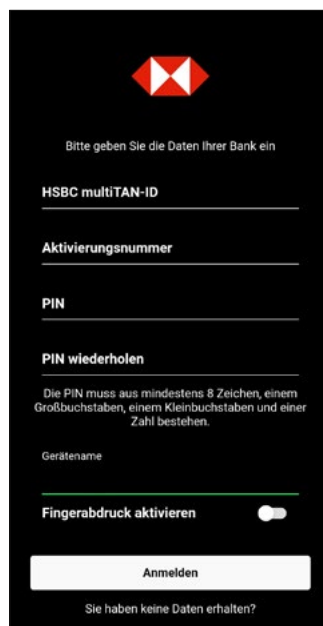 Bitte geben Sie die Daten Ihrer Bank ein
HSBC multiTAN-ID
Aktivierungsnummer
PIN
PIN wiederholen
Die PIN muss aus mindestens 8 Zeichen, einem
Großbuchstaben, einem Kleinbuchstaben und einer
Zahl bestehen.
Gerätename
Fingerabdruck aktivieren
Anmelden
Sie haben keine Daten erhalten?